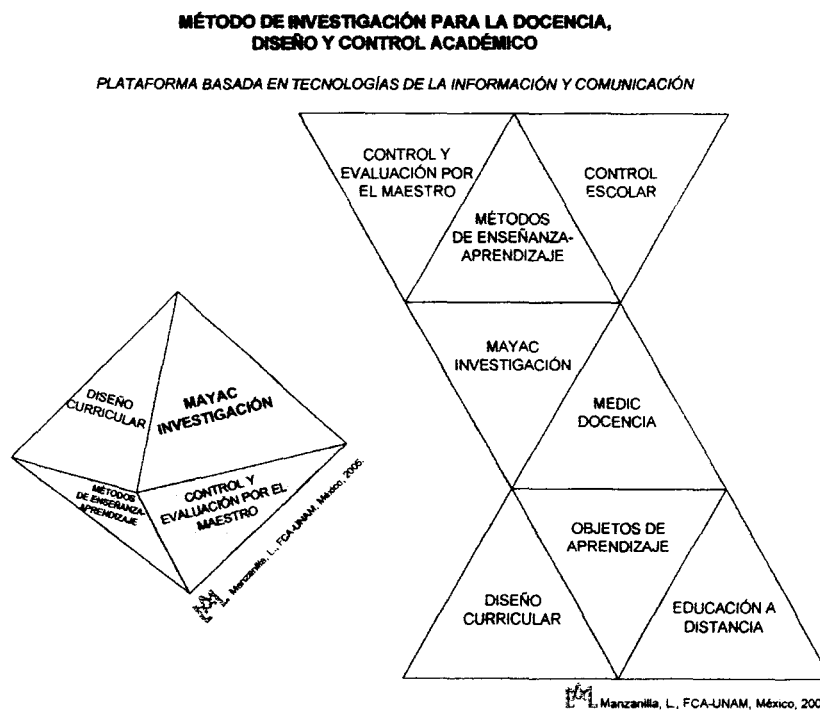 MÉTODO DE INVESTIGACIÓN PARA LA DOCENCIA,
DISEÑO Y CONTROL ACADÉMICO
PLATAFORMA BASADA EN TECNOLOGÍAS DE LA INFORMACIÓN Y COMUNICACIÓN
CONTROL Y
EVALUACIÓN POR
EL MAESTRO
CONTROL
ESCOLAR
MÉTODOS
DE ENSEÑANZA-
APRENDIZAJE
MAYAC
INVESTIGACIÓN
MEDIC
DOCENCIA
OBJETOS DE
APRENDIZAJE
DISEÑO
CURRICULAR
EDUCACIÓN A
DISTANCIA
DISEÑO
CURRICULAR
MAYAC
INVESTIGACIÓN
MÉTODOS
DE ENSEÑANZA-
APRENDIZAJE
CONTROL Y
EVALUACIÓN POR EL
MAESTRO
Manzanilla, L., FCA-UNAM, México, 2005.
Manzanilla, L., FCA-UNAM, México, 200